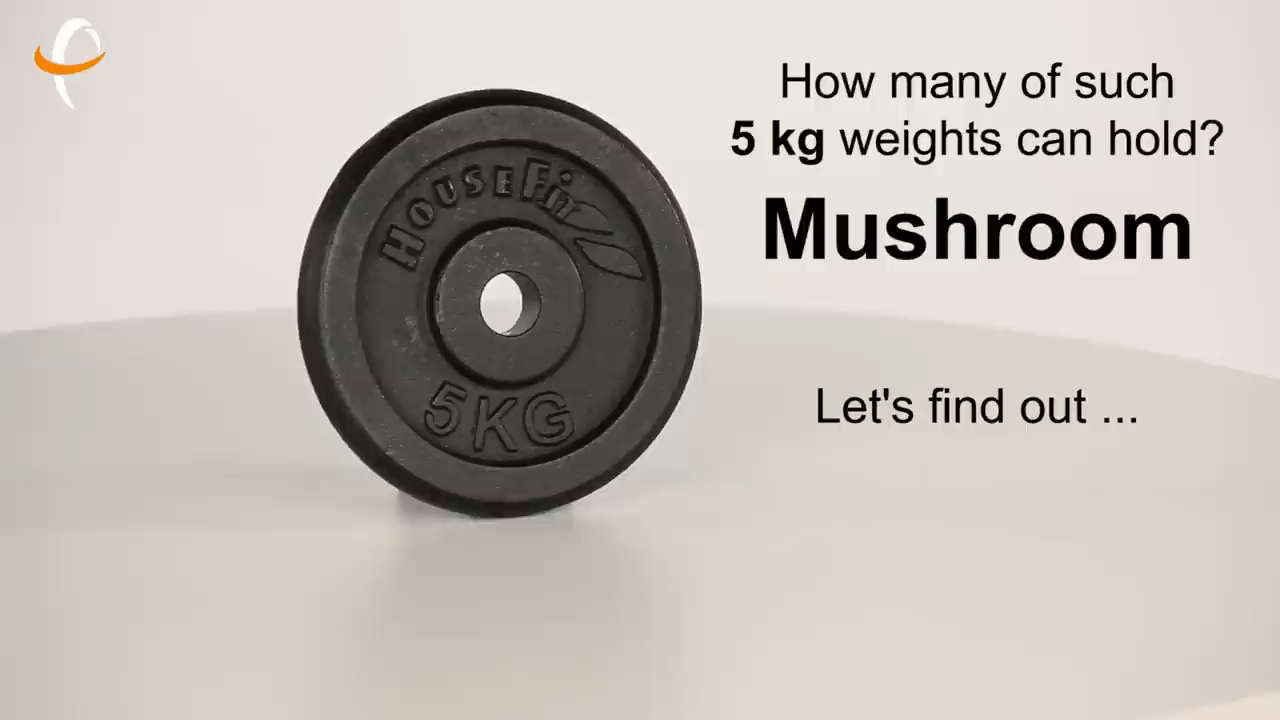 How many of such
5 kg weights can hold?
Mushroom
Let's find out ...
HOUSEFit
5KG